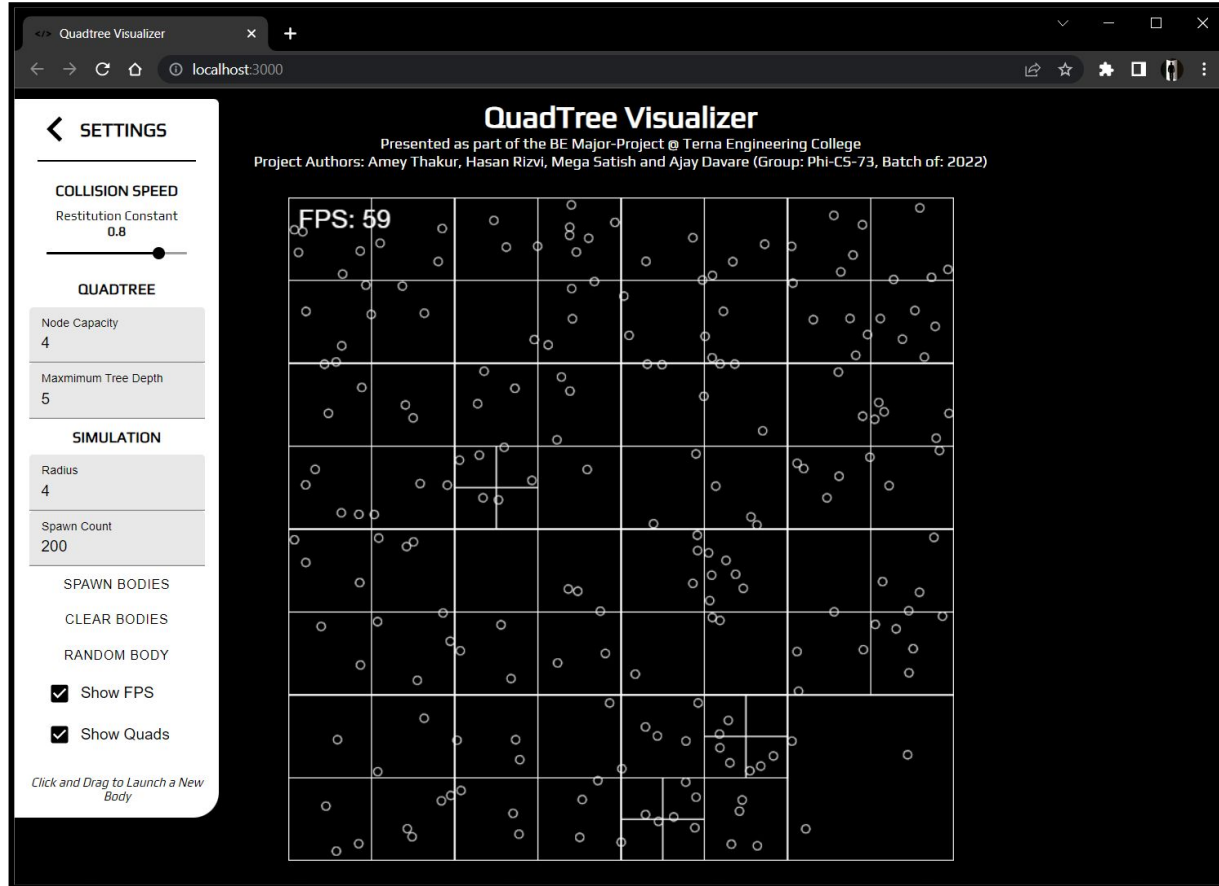 Quadtree Visualizer
localhost:3000
SETTINGS
COLLISION SPEED
Restitution Constant
0.8
QUADTREE
Node Capacity
4
Maxmimum Tree Depth
5
SIMULATION
Radius
4
Spawn Count
200
SPAWN BODIES
CLEAR BODIES
RANDOM BODY
Show FPS
Show Quads
Click and Drag to Launch a New
Body
QuadTree Visualizer
Presented as part of the BE Major-Project @ Terna Engineering College
Project Authors: Amey Thakur, Hasan Rizvi, Mega Satish and Ajay Davare (Group: Phi-CS-73, Batch of: 2022)
FPS: 59